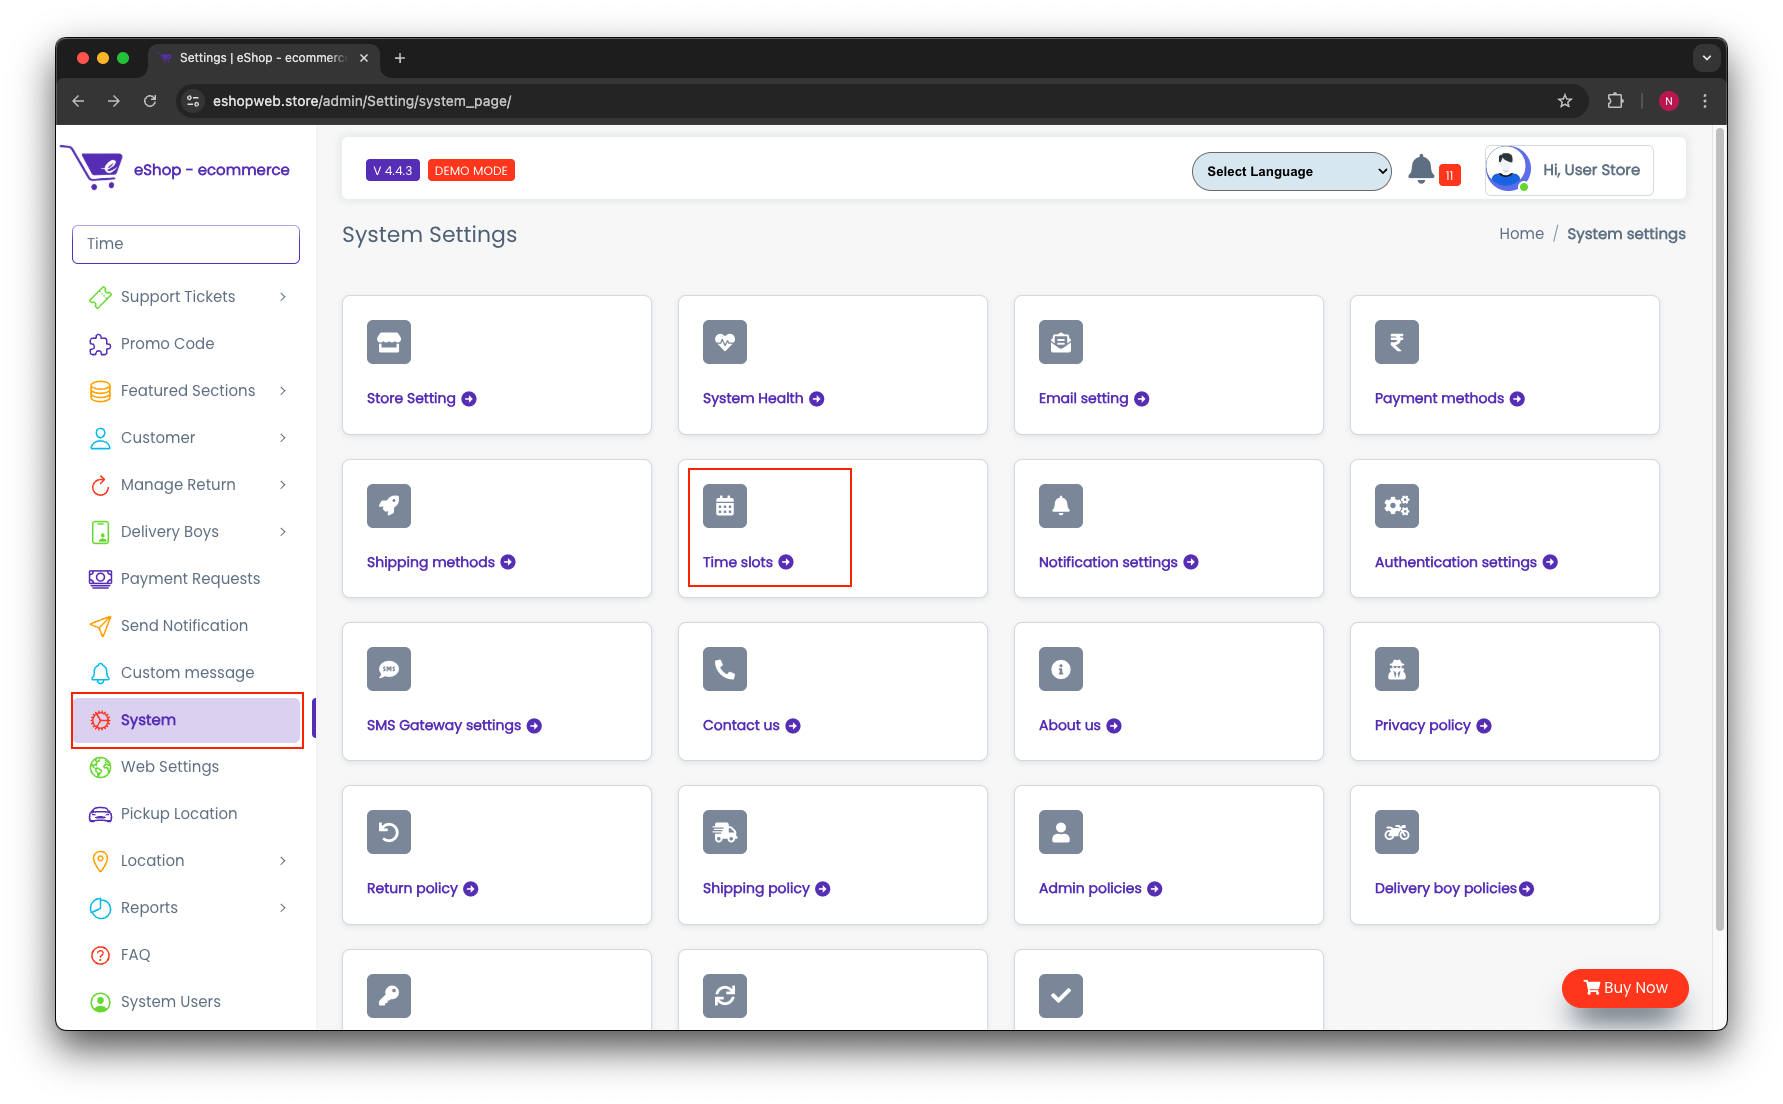 Settings | eShop - ecommerc
eshopweb.store/admin/Setting/system_page/
N
e
eShop - ecommerce
V 4.4.3
DEMO MODE
Select Language
11
Hi, User Store
Time
System Settings
Home / System settings
Support Tickets
Promo Code
Featured Sections
Customer
Manage Return
Delivery Boys
Payment Requests
Send Notification
Custom message
System
Web Settings
Pickup Location
Location
Reports
FAQ
System Users
Store Setting
System Health
Email setting
Payment methods
Shipping methods
Time slots
Notification settings
Authentication settings
SMS
SMS Gateway settings
Contact us
About us
Privacy policy
Return policy
Shipping policy
Admin policies
Delivery boy policies
Buy Now